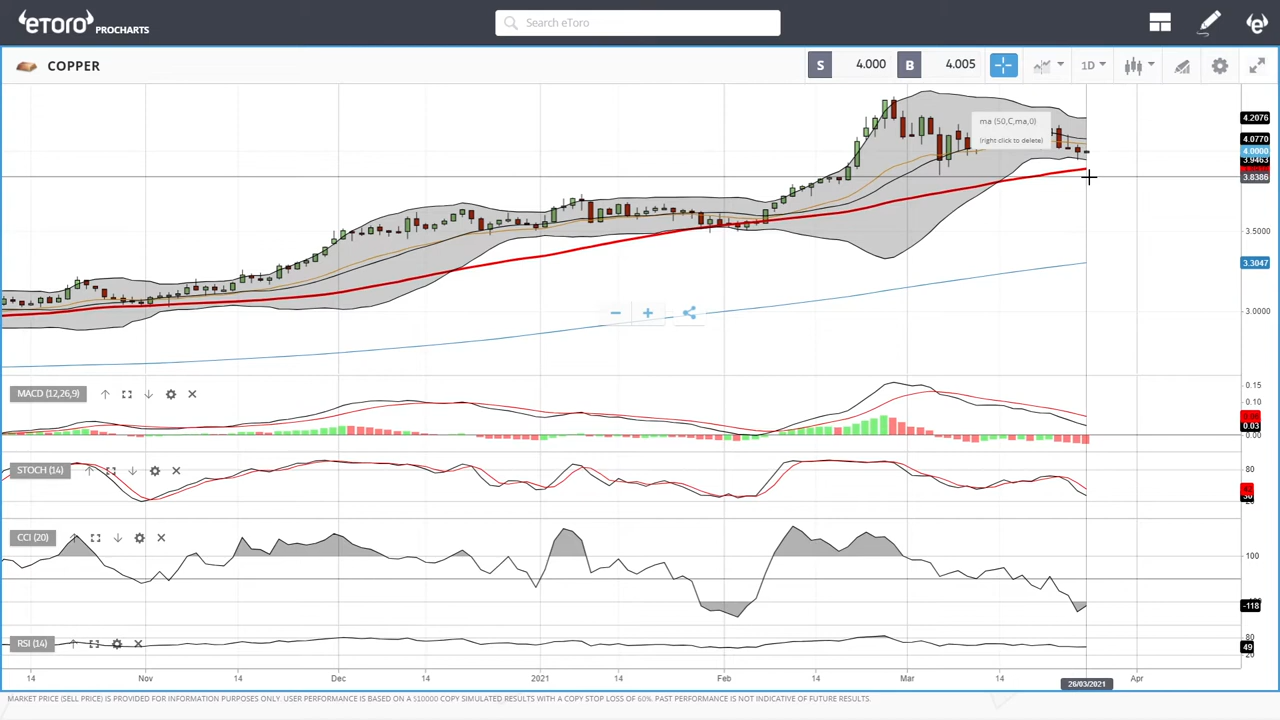 eTORO PROCHARTS
Search eToro
COPPER
S 4.000 B 4.005
1D
ma (50,C,ma,0)
(right click to delete)
4.2076
4.0770
4.0000
3.9463
3.8386
3.5000
3.3047
3.0000
MACD (12,26,9)
0.15
0.10
0.03
0.00
STOCH (14)
80
CCI (20)
100
-118
RSI (14)
80
49
20
14 Nov 14 Dec 14 2021 14 Feb 14 Mar 14 Apr
26/03/2021
MARKET PRICE (SELL PRICE) IS PROVIDED FOR INFORMATION PURPOSES ONLY. USER PERFORMANCE IS BASED ON A $10000 COPY SIMULATED RESULTS WITH A COPY STOP LOSS OF 60%. PAST PERFORMANCE IS NOT INDICATIVE OF FUTURE RESULTS.